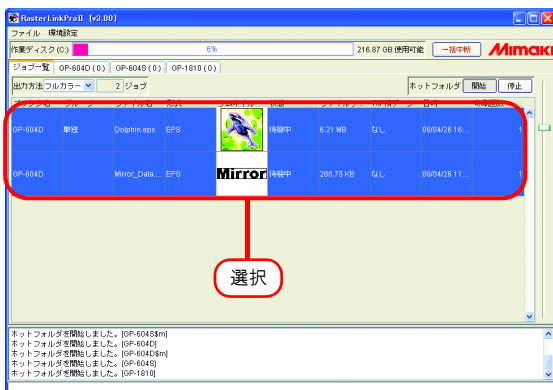 RasterLinkProII [v3.00]
ファイル 環境設定
作業ディスク(C:) 6% 216.87 GB 使用可能 一括中断 Mimaki
ジョブ一覧 GP-604D(0) GP-604S(0) GP-1810(0)
出力方法 フルカラー 2 ジョブ ホットフォルダ 開始 停止
GP-604D 単独 Dolphin.eps EPS 待機中 6.21 MB なし 06/04/26 16:... 1
GP-604D Mirror_Data... EPS Mirror 待機中 280.75 KB なし 06/04/26 11:... 1
選択
ホットフォルダを開始しました。[GP-604S$m]
ホットフォルダを開始しました。[GP-604D]
ホットフォルダを開始しました。[GP-604D$m]
ホットフォルダを開始しました。[GP-604S]
ホットフォルダを開始しました。[GP-1810]